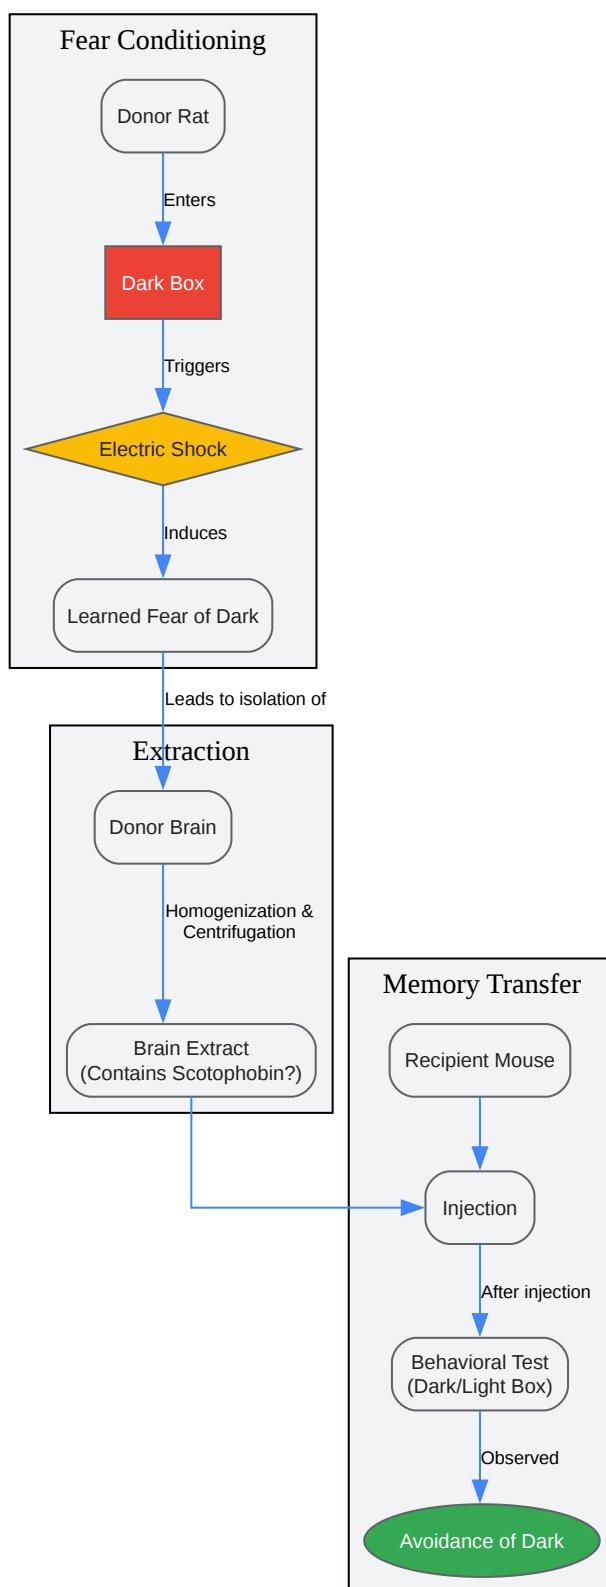 Fear Conditioning
Donor Rat
Enters
Dark Box
Triggers
Electric Shock
Induces
Learned Fear of Dark
Leads to isolation of
Extraction
Donor Brain
Homogenization &
Centrifugation
Brain Extract
(Contains Scotophobin?)
Memory Transfer
Recipient Mouse
Injection
After injection
Behavioral Test
(Dark/Light Box)
Observed
Avoidance of Dark